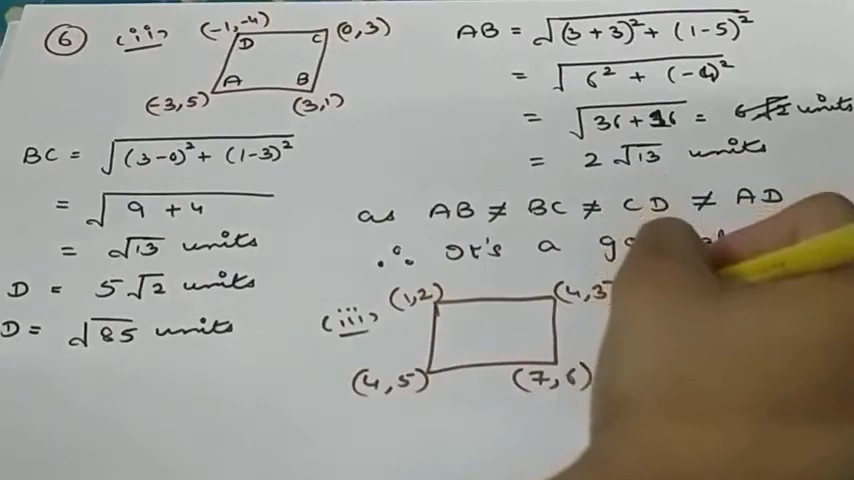 6 (ii) (-1,-4) (0,3)
D C
A B
(-3,5) (3,1)
AB = √(3+3)² + (1-5)²
= √6² + (-4)²
= √36+16 = units
= 2√13 units
BC = √(3-0)² + (1-3)²
= √9 + 4
= √13 units
D = 5√2 units
D = √85 units
as AB ≠ BC ≠ CD ≠ AD
∴ It's a
(iii) (1,2) (4,3
(4,5) (7,6)